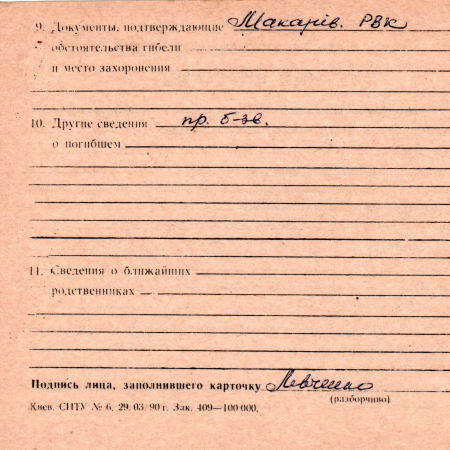 9. Документы, подтверждающие Макарів. РВК
обстоятельства гибели
и место захоронения
10. Другие сведения пр. б-зв.
о погибшем
11. Сведения о ближайших
родственниках
Подпись лица, заполнившего карточку Левченко
(разборчиво)
Киев. СПТУ № 6. 29. 03. 90 г. Зак. 409—100 000.